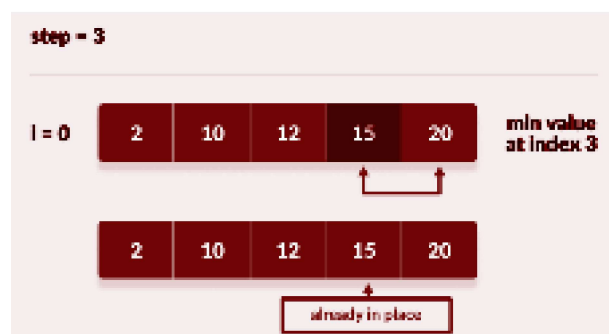 step = 3
i = 0
2 10 12 15 20
min value
at index 3
2 10 12 15 20
already in place